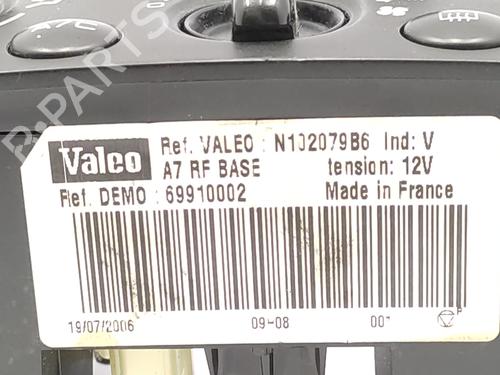 B-PARTS
Valeo
Ref. VALEO : N102079B6 Ind: V
A7 RF BASE tension: 12V
Ref. DEMO : 69910002 Made in France
19/07/2006 09-08 00" P